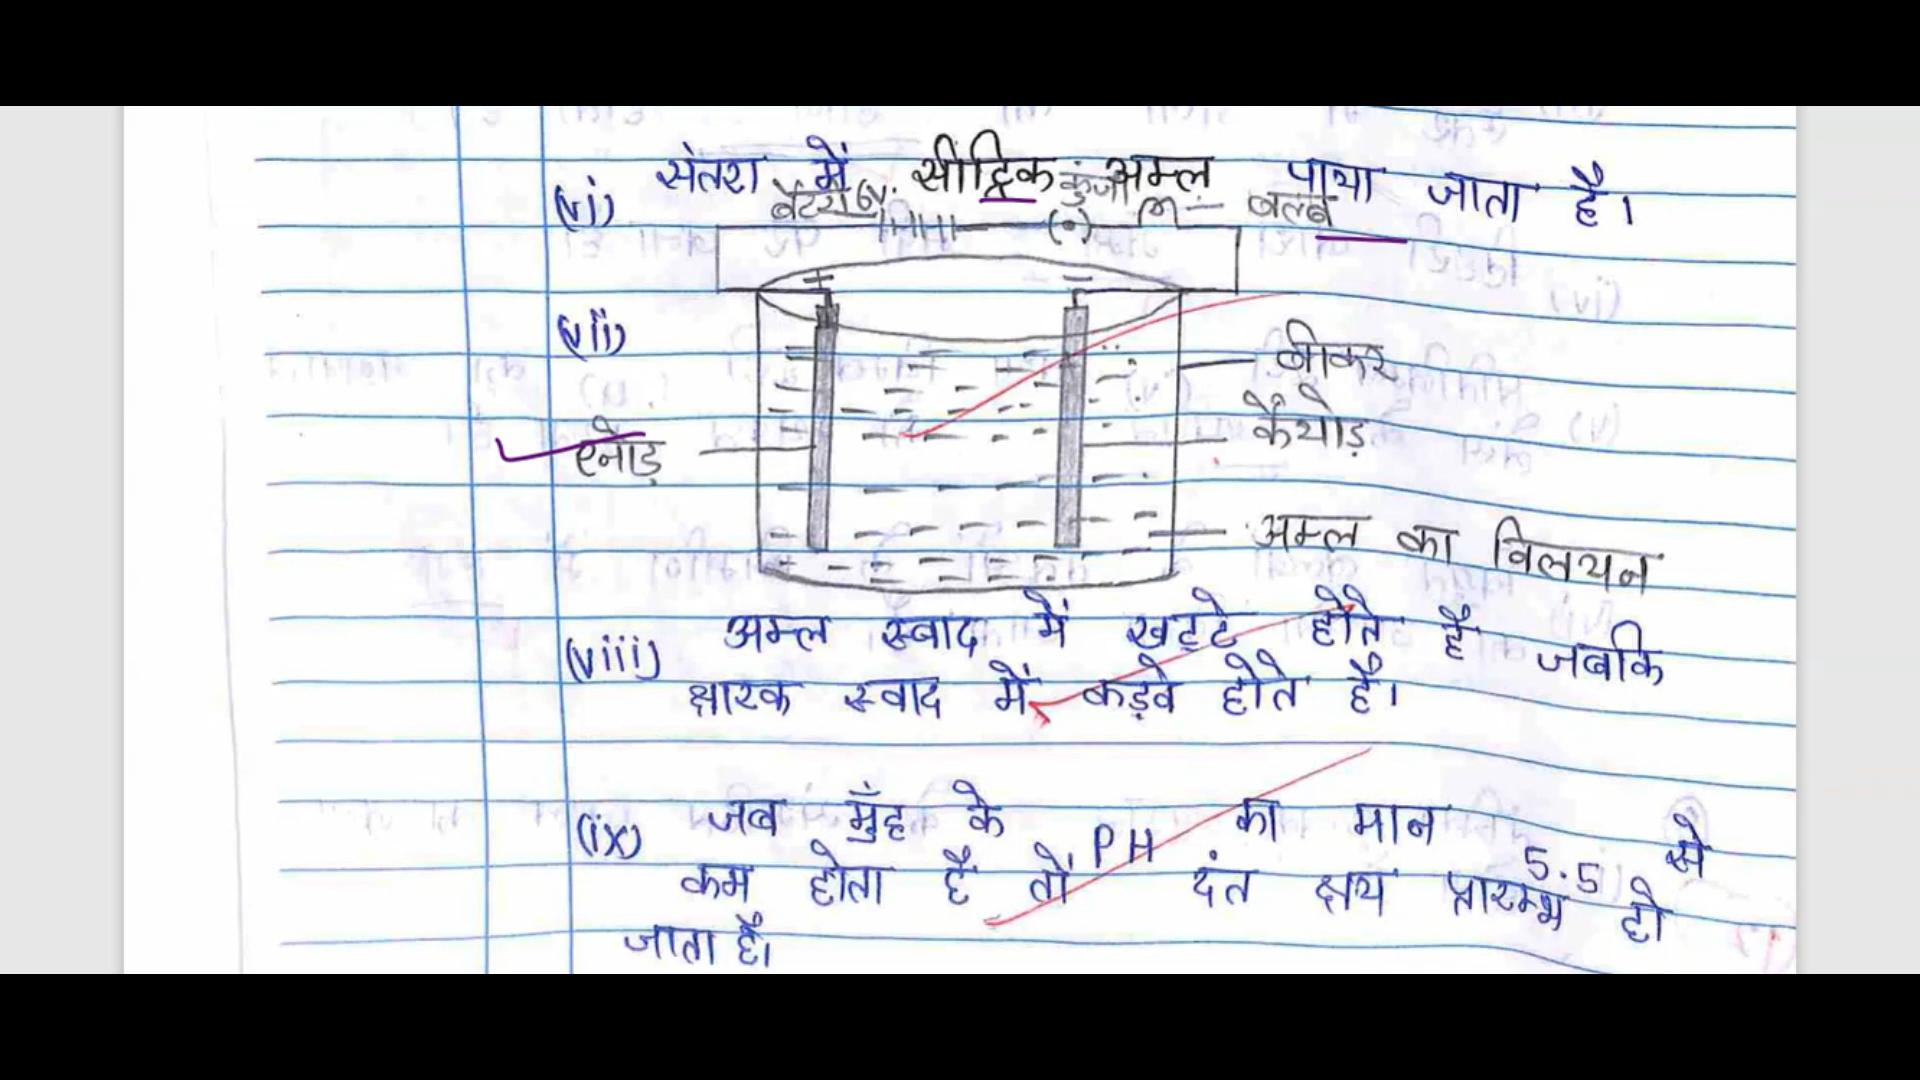 (vi) संतरा में सीट्रिक अम्ल पाया जाता है।
बैटरी 6v. कुंजी बल्ब
(vii)
बीकर
कैथोड़
एनोड़
अम्ल का विलयन
(viii) अम्ल स्वाद में खट्टे होते हैं जबकि
क्षारक स्वाद में कड़वे होते है।
(ix) जब मुँह के PH का मान 5.5 से
कम होता है तो दंत क्षय प्रारम्भ हो
जाता है।